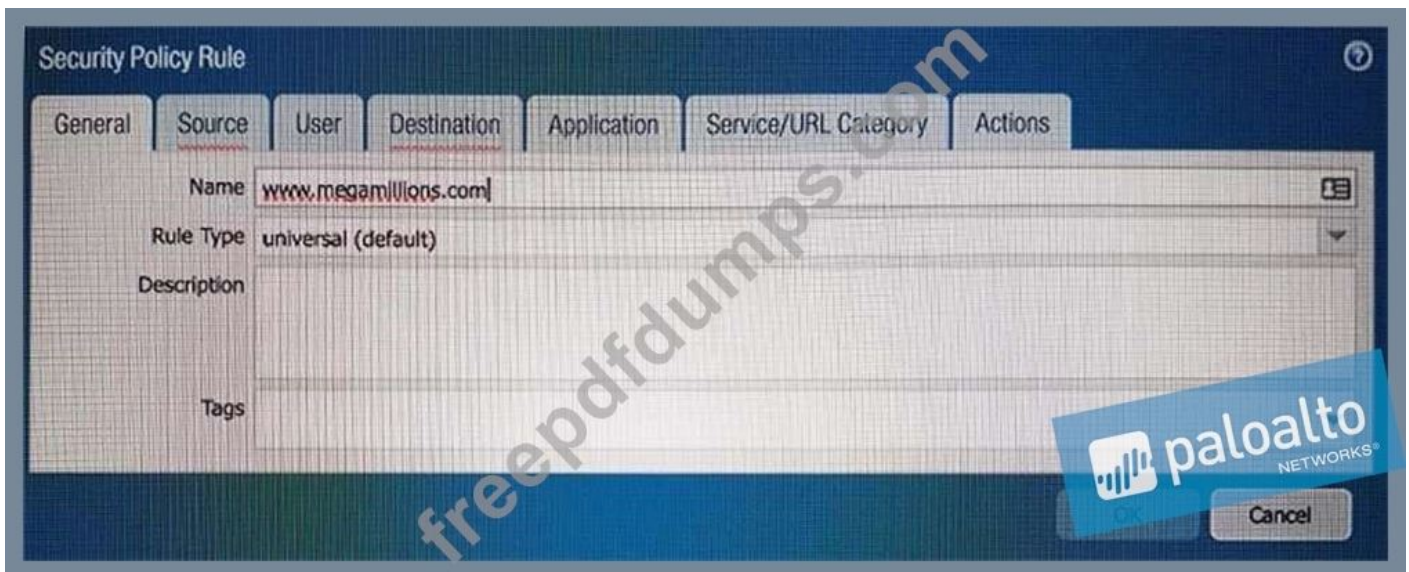 Security Policy Rule
General Source User Destination Application Service/URL Category Actions
Name www.megamillions.com
Rule Type universal (default)
Description
Tags
paloalto
NETWORKS®
OK Cancel
freepdfdumps.com